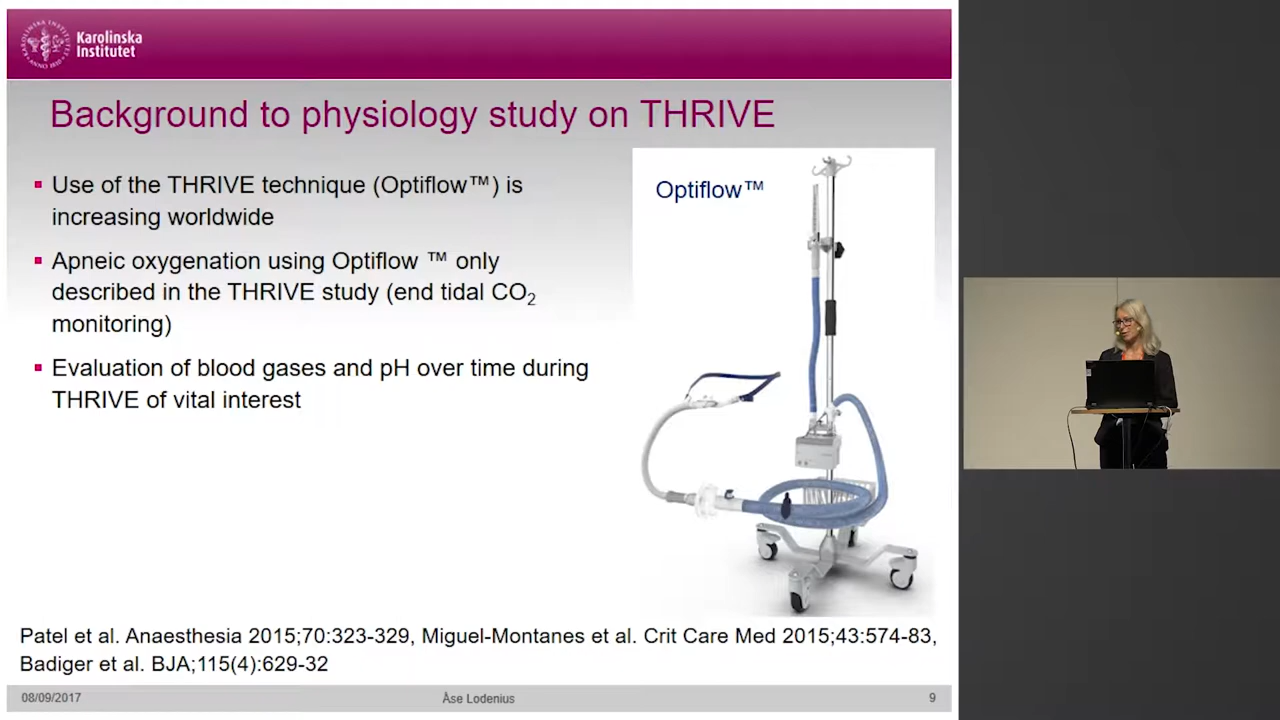 Karolinska
Institutet
ANNO 1810
Background to physiology study on THRIVE
▪ Use of the THRIVE technique (Optiflow™) is
increasing worldwide
▪ Apneic oxygenation using Optiflow ™ only
described in the THRIVE study (end tidal CO₂
monitoring)
▪ Evaluation of blood gases and pH over time during
THRIVE of vital interest
Optiflow™
Patel et al. Anaesthesia 2015;70:323-329, Miguel-Montanes et al. Crit Care Med 2015;43:574-83,
Badiger et al. BJA;115(4):629-32
08/09/2017
Åse Lodenius
9